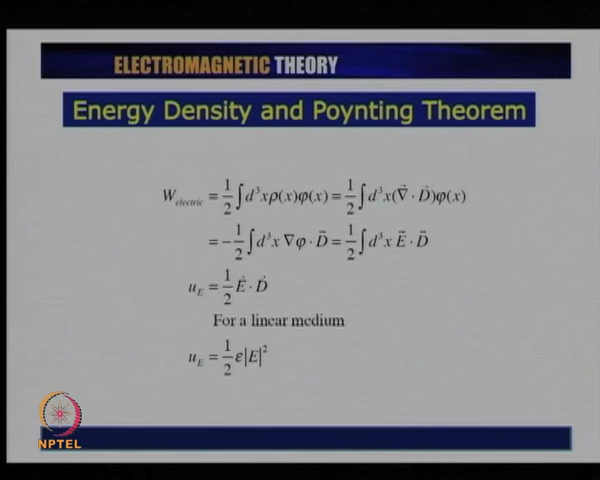 ELECTROMAGNETIC THEORY
Energy Density and Poynting Theorem
W_electric = 1/2 ∫ d³x ρ(x)φ(x) = 1/2 ∫ d³x (∇⃗ · D⃗)φ(x)
= −1/2 ∫ d³x ∇φ · D⃗ = 1/2 ∫ d³x E⃗ · D⃗
u_E = 1/2 E⃗ · D⃗
For a linear medium
u_E = 1/2 ε|E|²
NPTEL